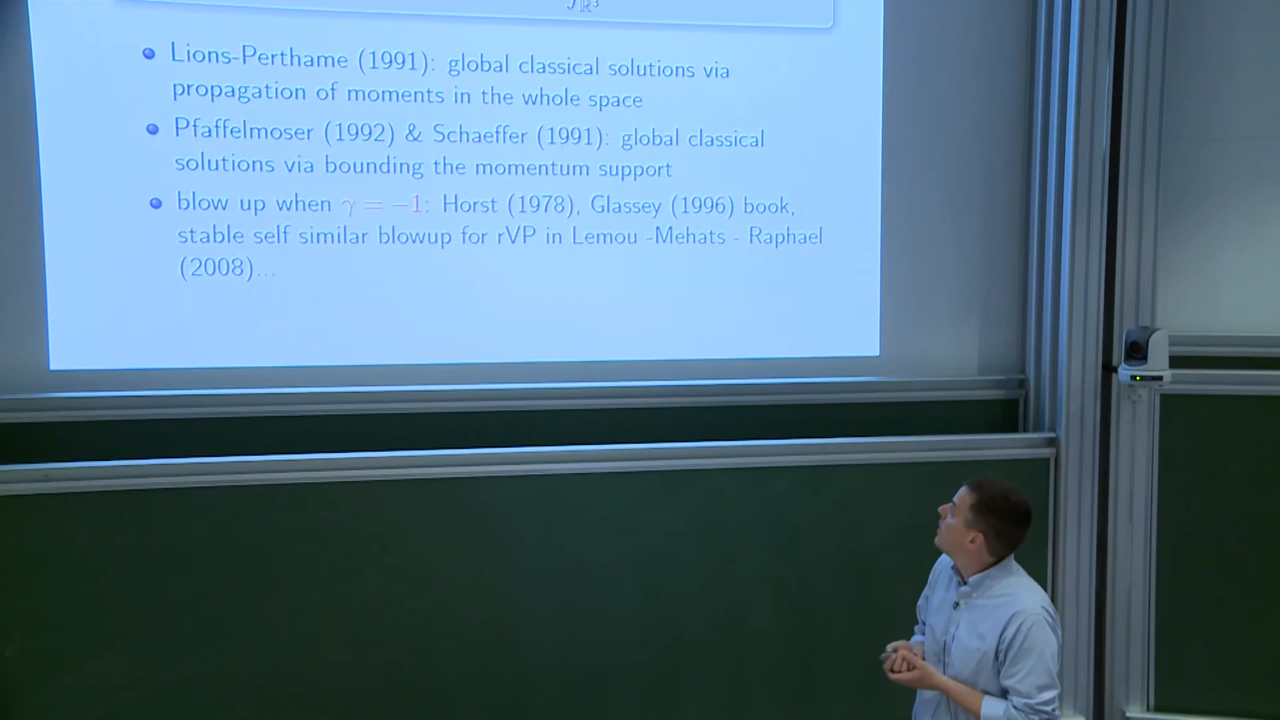 ∫ℝ³
Lions-Perthame (1991): global classical solutions via
propagation of moments in the whole space
Pfaffelmoser (1992) & Schaeffer (1991): global classical
solutions via bounding the momentum support
blow up when γ = −1: Horst (1978), Glassey (1996) book,
stable self similar blowup for rVP in Lemou -Mehats - Raphael
(2008)...